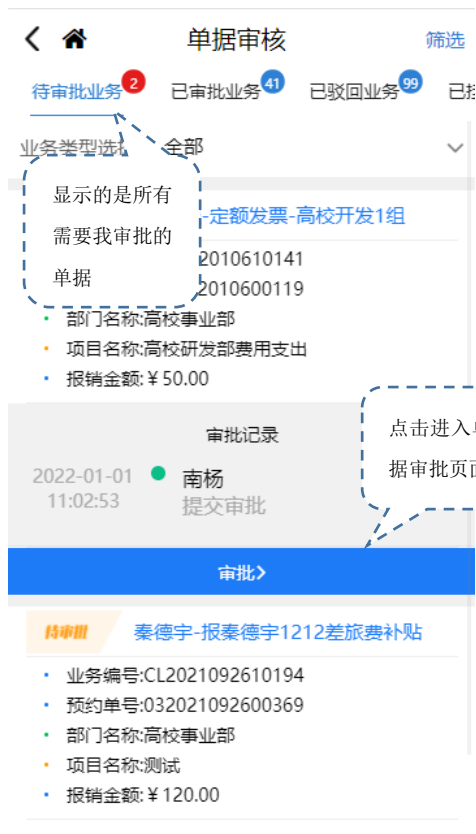 单据审核
筛选
待审批业务 2
已审批业务 41
已驳回业务 99
业务类型选
全部
显示的是所有
需要我审批的
单据
-定额发票-高校开发1组
2010610141
2010600119
部门名称:高校事业部
项目名称:高校研发部费用支出
报销金额:¥50.00
审批记录
点击进入
据审批页面
2022-01-01
11:02:53
南杨
提交审批
审批>
待审批
秦德宇-报秦德宇1212差旅费补贴
业务编号:CL2021092610194
预约单号:032021092600369
部门名称:高校事业部
项目名称:测试
报销金额:¥120.00